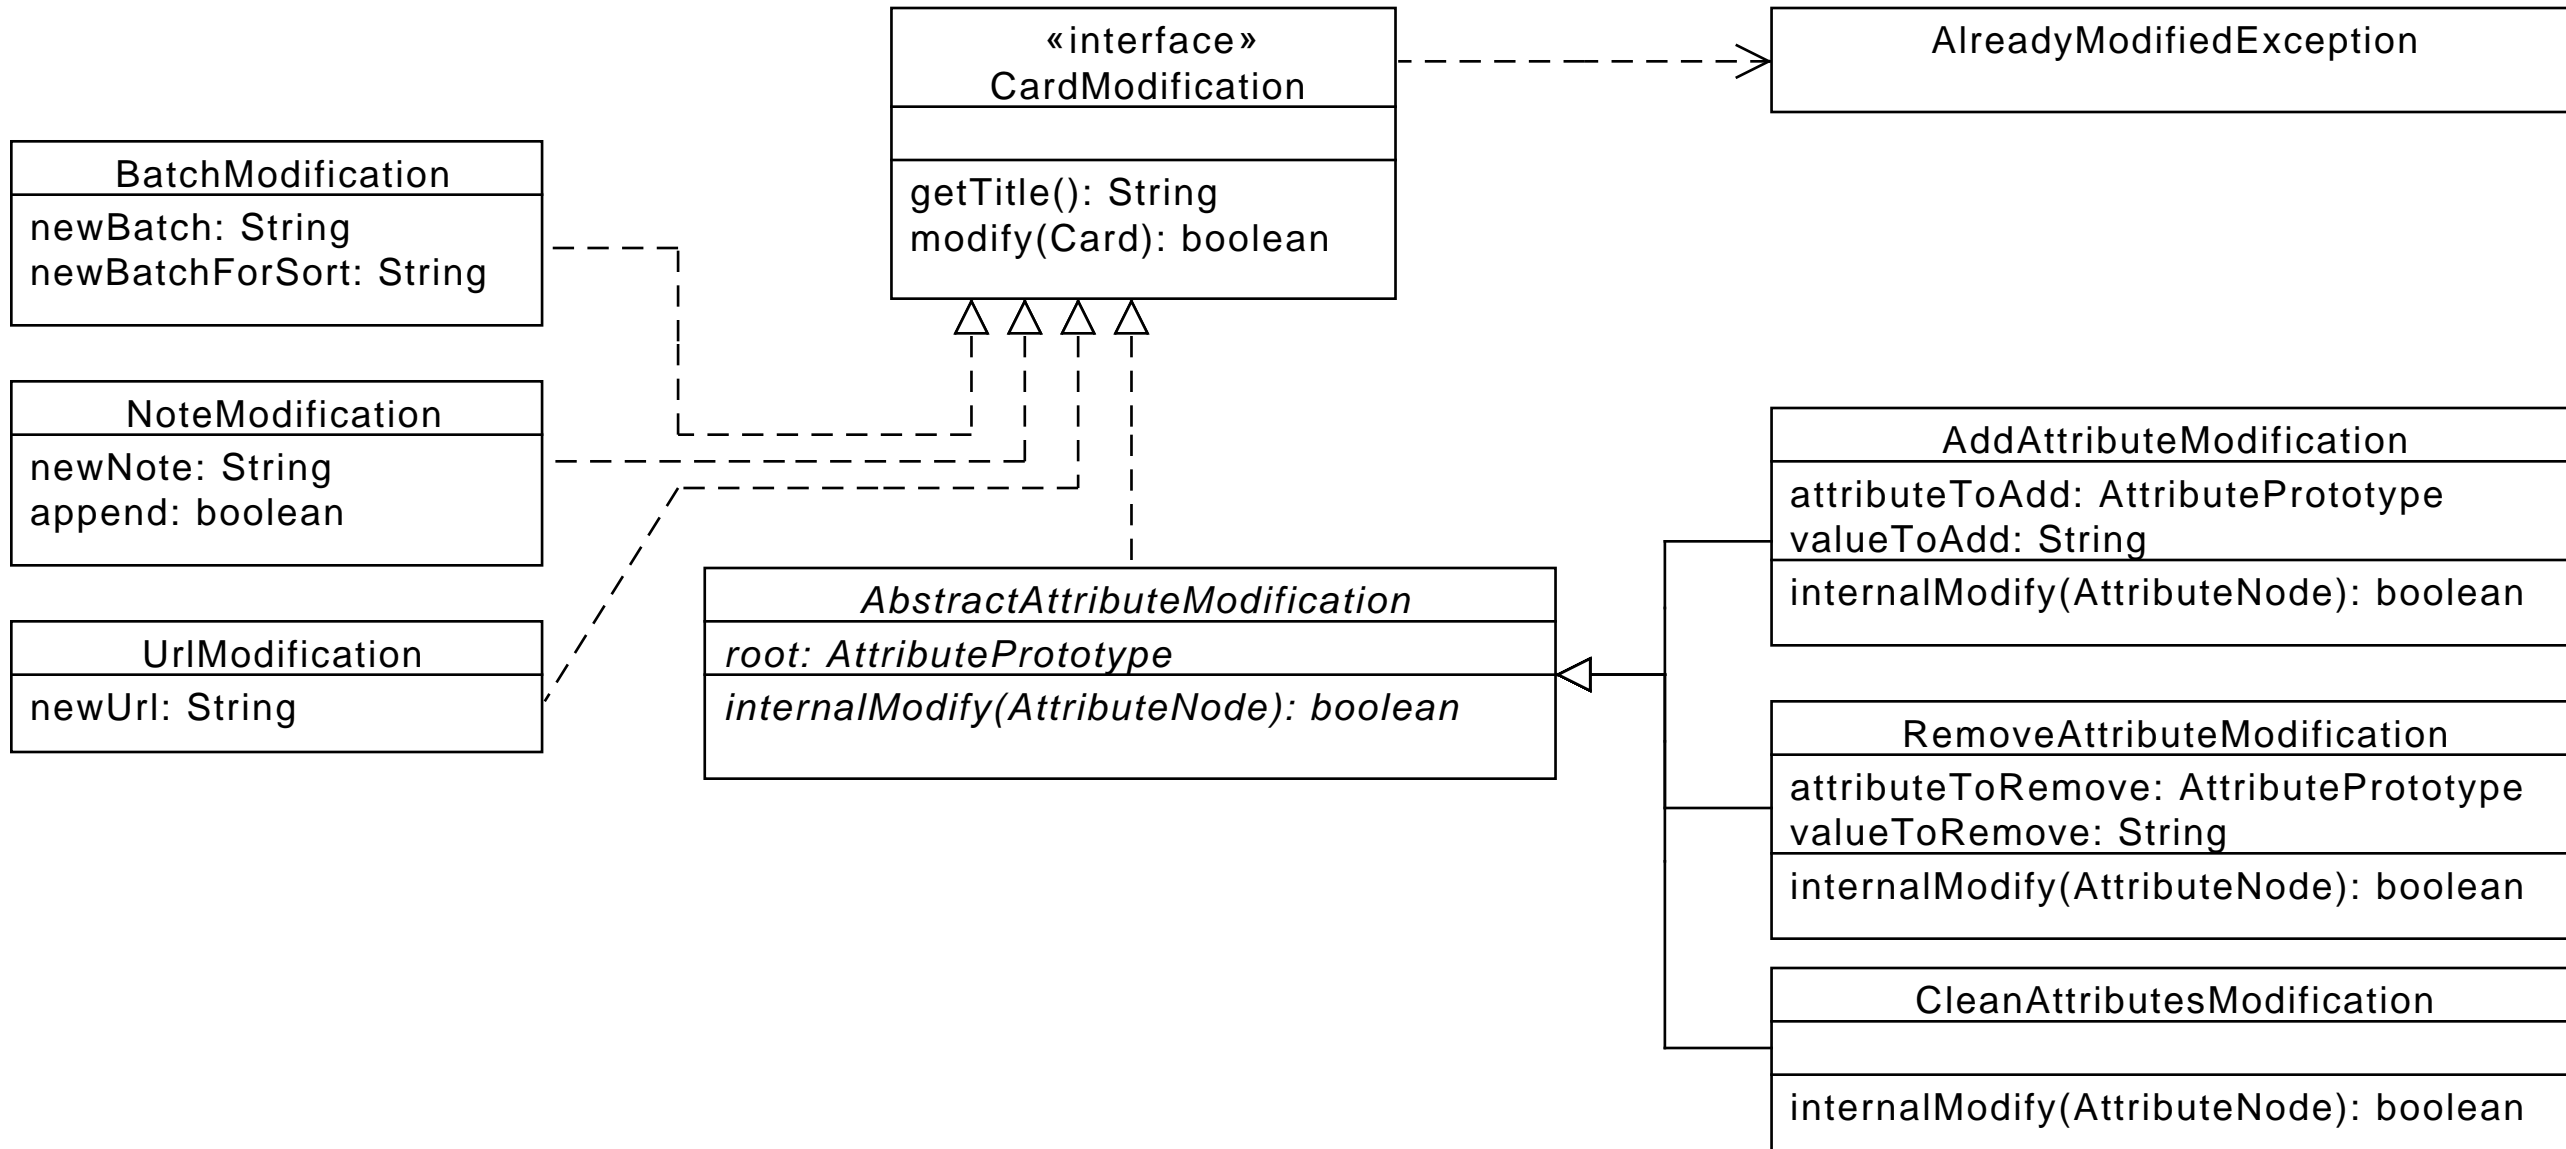 «interface»
CardModification
getTitle(): String
modify(Card): boolean
AlreadyModifiedException
BatchModification
newBatch: String
newBatchForSort: String
NoteModification
newNote: String
append: boolean
UrlModification
newUrl: String
AbstractAttributeModification
root: AttributePrototype
internalModify(AttributeNode): boolean
AddAttributeModification
attributeToAdd: AttributePrototype
valueToAdd: String
internalModify(AttributeNode): boolean
RemoveAttributeModification
attributeToRemove: AttributePrototype
valueToRemove: String
internalModify(AttributeNode): boolean
CleanAttributesModification
internalModify(AttributeNode): boolean